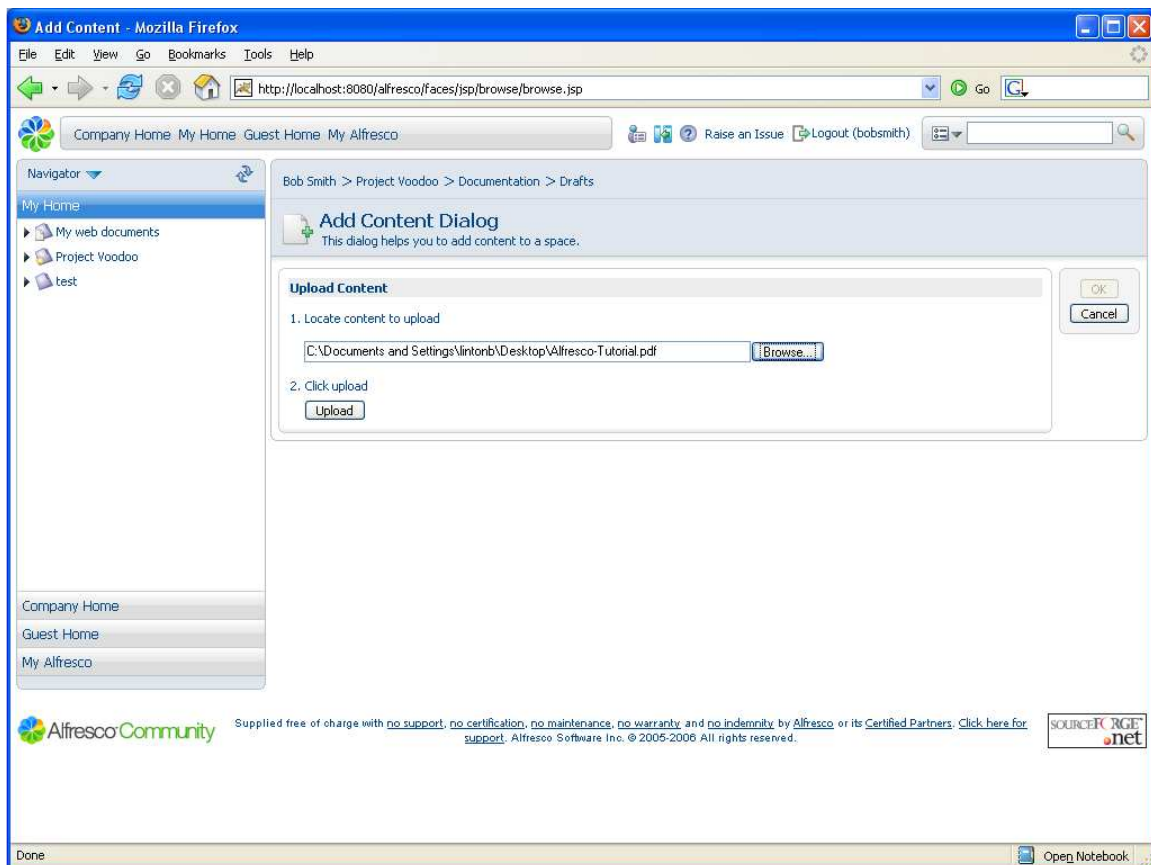 Add Content - Mozilla Firefox
File Edit View Go Bookmarks Tools Help
http://localhost:8080/alfresco/faces/jsp/browse/browse.jsp Go G
Company Home My Home Guest Home My Alfresco Raise an Issue Logout (bobsmith)
Navigator
My Home
My web documents
Project Voodoo
test
Company Home
Guest Home
My Alfresco
Bob Smith > Project Voodoo > Documentation > Drafts
Add Content Dialog
This dialog helps you to add content to a space.
Upload Content
1. Locate content to upload
C:\Documents and Settings\lintonb\Desktop\Alfresco-Tutorial.pdf Browse...
2. Click upload
Upload
OK
Cancel
Alfresco Community
Supplied free of charge with no support, no certification, no maintenance, no warranty and no indemnity by Alfresco or its Certified Partners. Click here for
support. Alfresco Software Inc. © 2005-2006 All rights reserved.
SOURCEFORGE
.net
Done Open Notebook